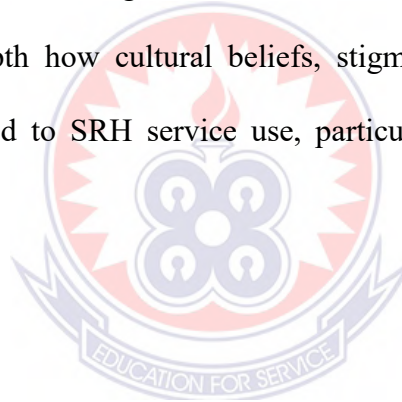 oth how cultural beliefs, stigm
d to SRH service use, particu
EDUCATION FOR SERVICE